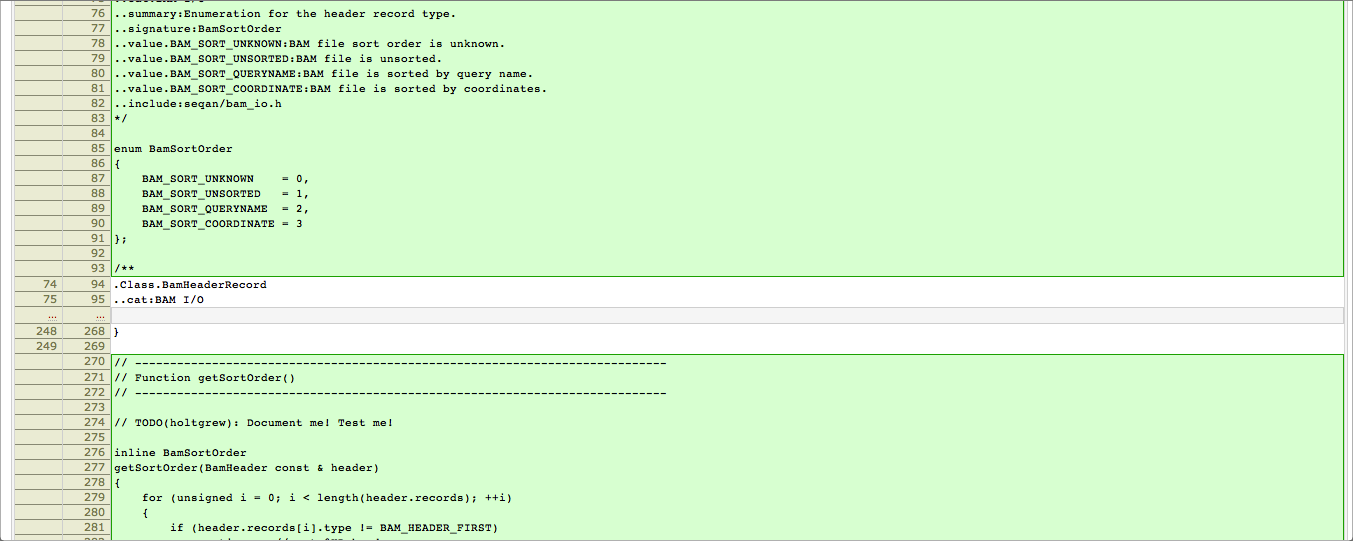 76 ..summary:Enumeration for the header record type.
77 ..signature:BamSortOrder
78 ..value.BAM_SORT_UNKNOWN:BAM file sort order is unknown.
79 ..value.BAM_SORT_UNSORTED:BAM file is unsorted.
80 ..value.BAM_SORT_QUERYNAME:BAM file is sorted by query name.
81 ..value.BAM_SORT_COORDINATE:BAM file is sorted by coordinates.
82 ..include:seqan/bam_io.h
83 */
84
85 enum BamSortOrder
86 {
87     BAM_SORT_UNKNOWN    = 0,
88     BAM_SORT_UNSORTED   = 1,
89     BAM_SORT_QUERYNAME  = 2,
90     BAM_SORT_COORDINATE = 3
91 };
92
93 /**
74 94 .Class.BamHeaderRecord
75 95 ..cat:BAM I/O
... ...
248 268 }
249 269
270 // ----------------------------------------------------------------------------
271 // Function getSortOrder()
272 // ----------------------------------------------------------------------------
273
274 // TODO(holtgrew): Document me! Test me!
275
276 inline BamSortOrder
277 getSortOrder(BamHeader const & header)
278 {
279     for (unsigned i = 0; i < length(header.records); ++i)
280     {
281         if (header.records[i].type != BAM_HEADER_FIRST)